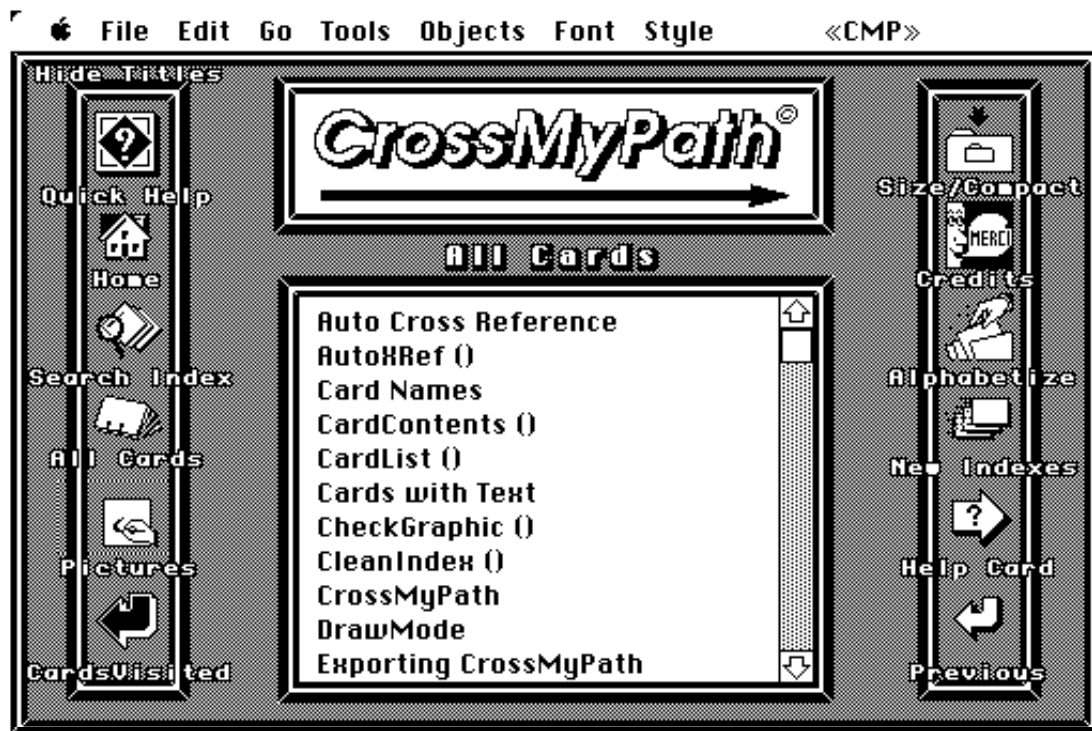 File Edit Go Tools Objects Font Style «CMP»
Hide Titles
Quick Help
Home
Search Index
All Cards
Pictures
CardsVisited
CrossMyPath©
All Cards
Auto Cross Reference
AutoXRef ()
Card Names
CardContents ()
CardList ()
Cards with Text
CheckGraphic ()
CleanIndex ()
CrossMyPath
DrawMode
Exporting CrossMyPath
Size/Compact
MERCI
Credits
Alphabetize
New Indexes
?
Help Card
Previous